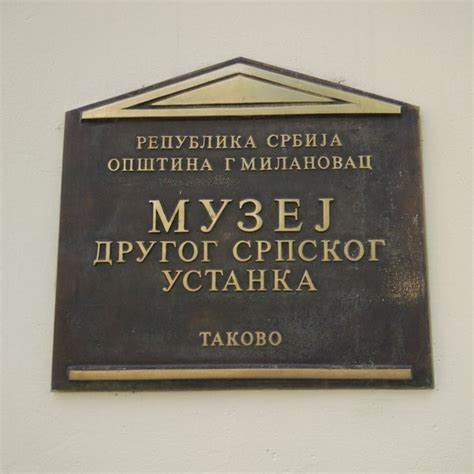 РЕПУБЛИКА СРБИЈА
ОПШТИНА Г МИЛАНОВАЦ
МУЗЕЈ
ДРУГОГ СРПСКОГ
УСТАНКА
ТАКОВО